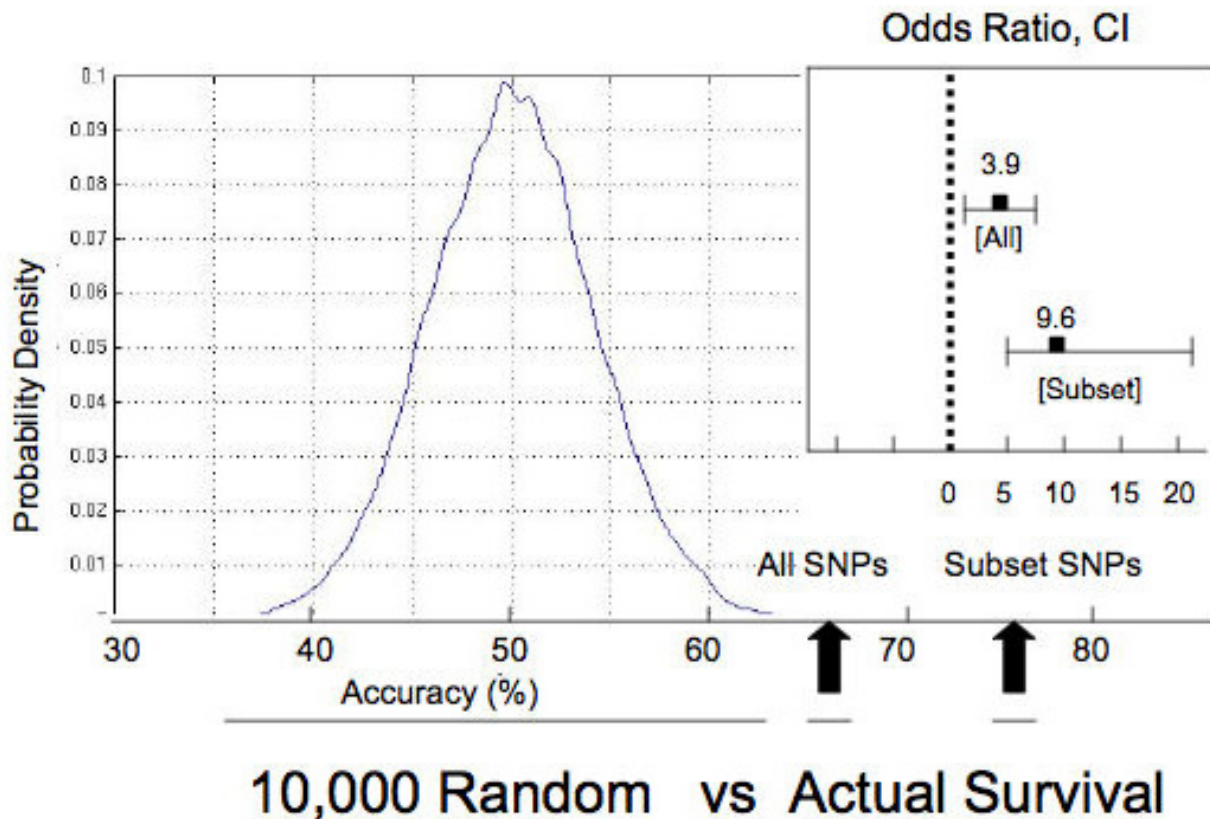 Odds Ratio, CI
0.1
0.09
0.08
0.07
0.06
0.05
0.04
0.03
0.02
0.01
Probability Density
3.9
[All]
9.6
[Subset]
0 5 10 15 20
All SNPs Subset SNPs
30 40 50 60 70 80
Accuracy (%)
10,000 Random vs Actual Survival